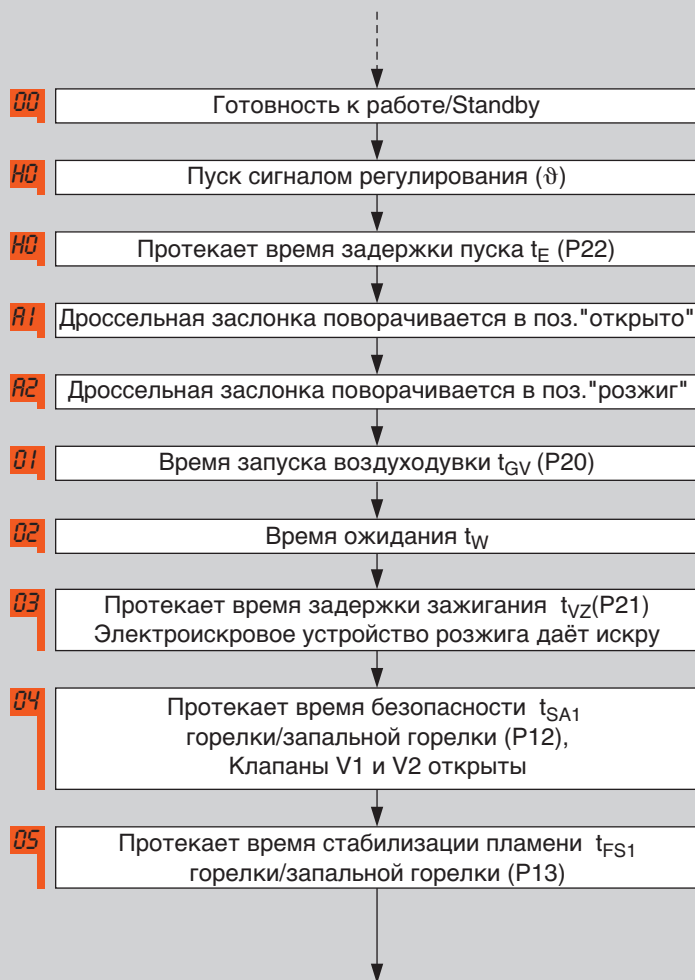 00 Готовность к работе/Standby
H0 Пуск сигналом регулирования (ϑ)
H0 Протекает время задержки пуска tE (P22)
A1 Дроссельная заслонка поворачивается в поз."открыто"
A2 Дроссельная заслонка поворачивается в поз."розжиг"
01 Время запуска воздуходувки tGV (P20)
02 Время ожидания tW
03 Протекает время задержки зажигания tVZ(P21)
Электроискровое устройство розжига даёт искру
04 Протекает время безопасности tSA1
горелки/запальной горелки (P12),
Клапаны V1 и V2 открыты
05 Протекает время стабилизации пламени tFS1
горелки/запальной горелки (P13)